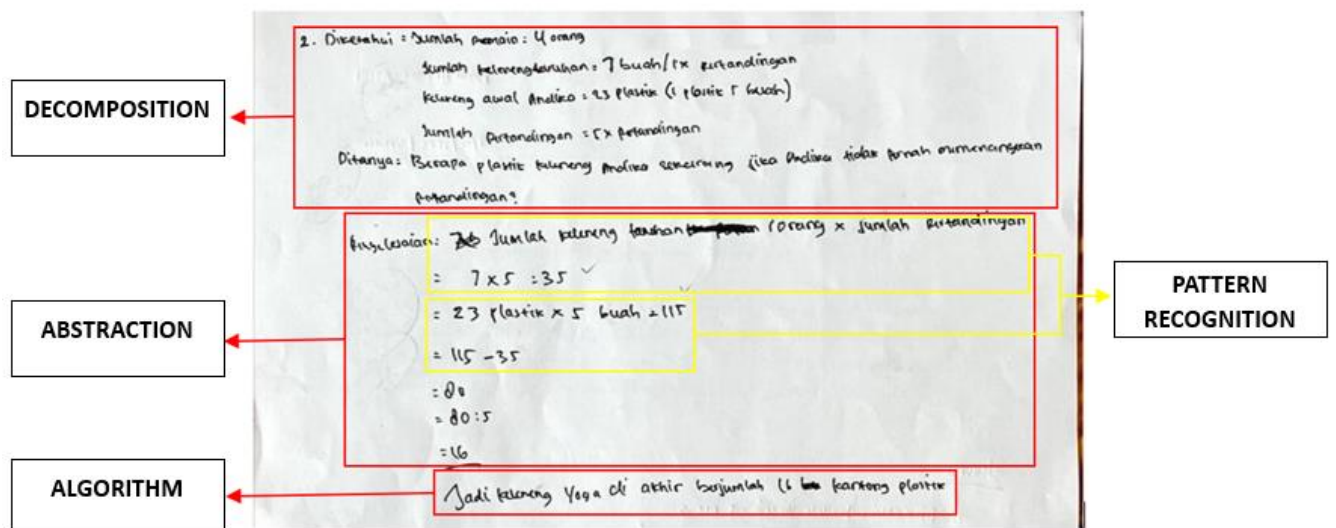 DECOMPOSITION
2. Diketahui = Jumlah pemain : 4 orang
Jumlah kelereng taruhan = 7 buah/1x pertandingan
Kelereng awal Andika = 23 plastik (1 plastik 5 buah)
Jumlah pertandingan = 5x pertandingan
Ditanya : Berapa plastik kelereng Andika sekarang jika Andika tidak pernah memenangkan
pertandingan?
Penyelesaian : Jumlah kelereng taruhan 1 orang x jumlah pertandingan
= 7 x 5 = 35
= 23 plastik x 5 buah = 115
= 115 - 35
= 80
= 80 : 5
= 16
Jadi kelereng Yoga di akhir berjumlah 16 kantong plastik
ABSTRACTION
ALGORITHM
PATTERN
RECOGNITION